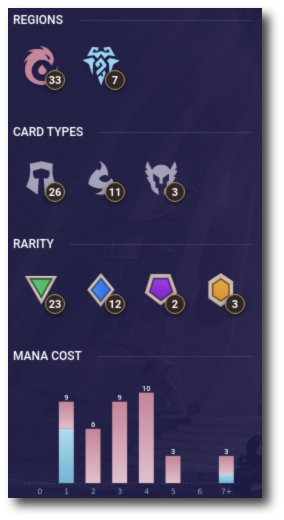 REGIONS
33 7
CARD TYPES
26 11 3
RARITY
23 12 2 3
MANA COST
9 6 9 10 3 3
0 1 2 3 4 5 6 7+